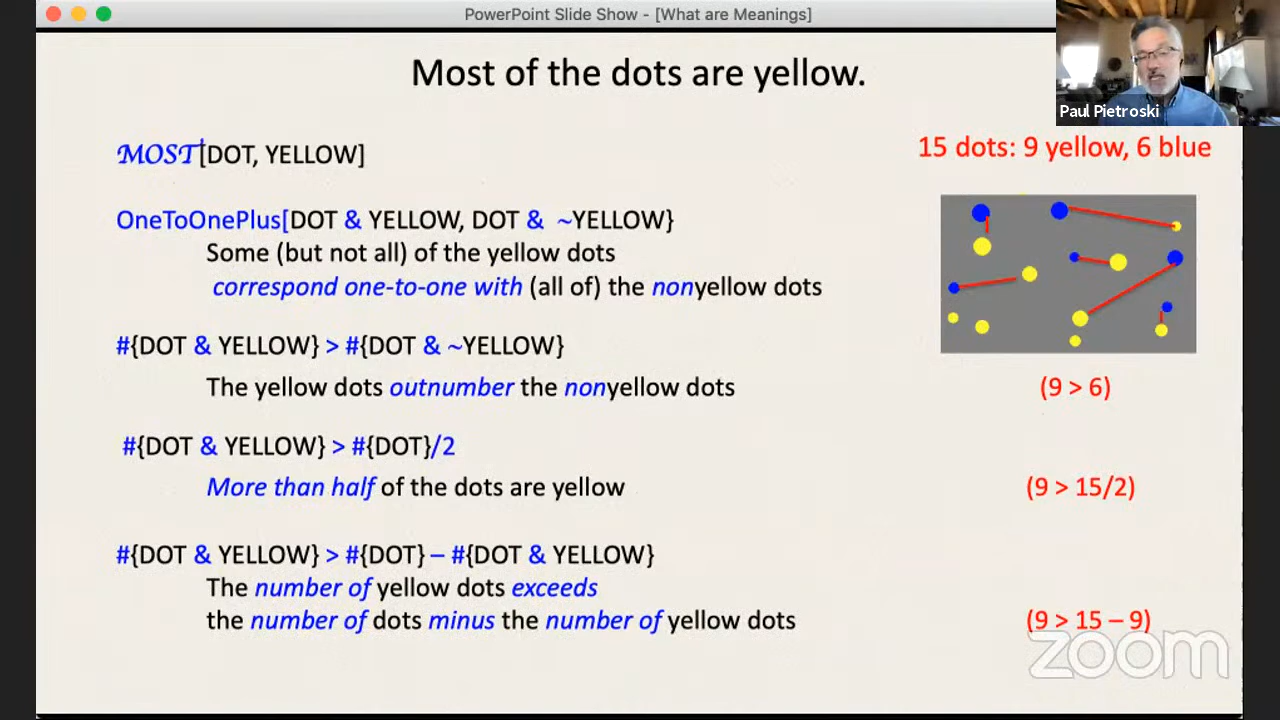 PowerPoint Slide Show - [What are Meanings]
Paul Pietroski
Most of the dots are yellow.
MOST[DOT, YELLOW]
15 dots: 9 yellow, 6 blue
OneToOnePlus[DOT & YELLOW, DOT & ~YELLOW}
Some (but not all) of the yellow dots
correspond one-to-one with (all of) the nonyellow dots
#{DOT & YELLOW} > #{DOT & ~YELLOW}
The yellow dots outnumber the nonyellow dots
(9 > 6)
#{DOT & YELLOW} > #{DOT}/2
More than half of the dots are yellow
(9 > 15/2)
#{DOT & YELLOW} > #{DOT} – #{DOT & YELLOW}
The number of yellow dots exceeds
the number of dots minus the number of yellow dots
(9 > 15 – 9)
zoom